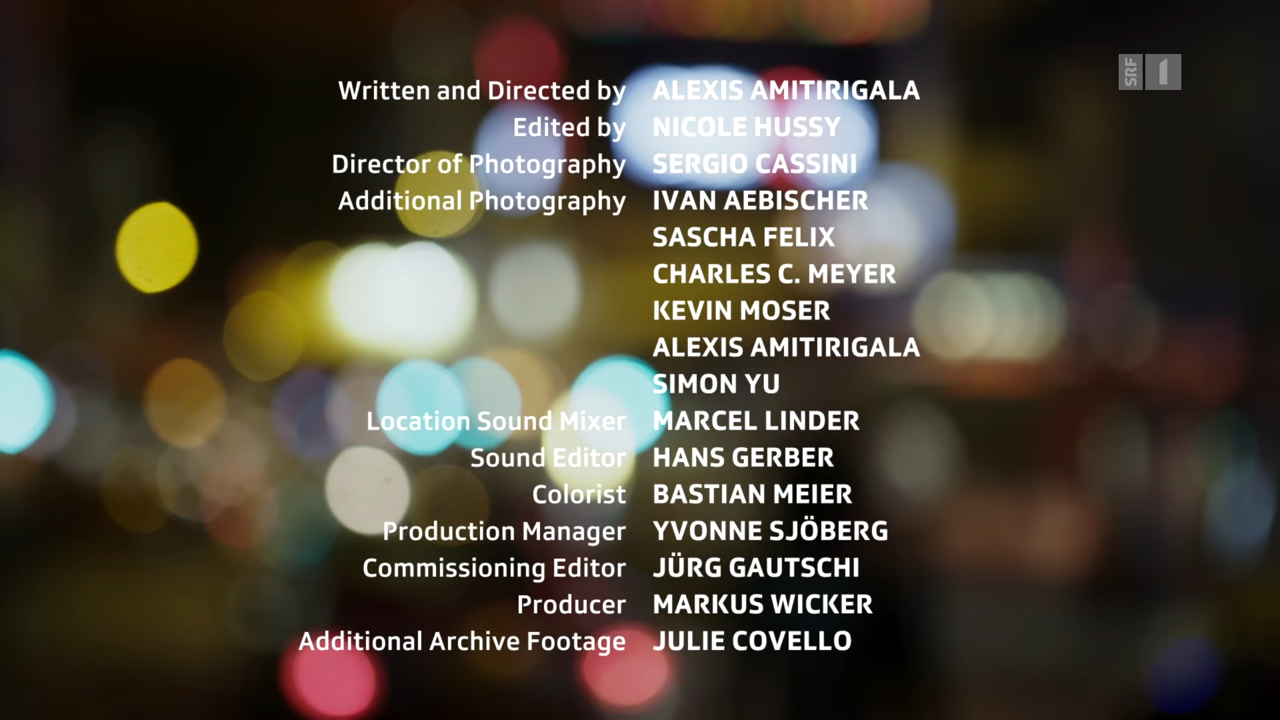 SRF 1
Written and Directed by ALEXIS AMITIRIGALA
Edited by NICOLE HUSSY
Director of Photography SERGIO CASSINI
Additional Photography IVAN AEBISCHER
SASCHA FELIX
CHARLES C. MEYER
KEVIN MOSER
ALEXIS AMITIRIGALA
SIMON YU
Location Sound Mixer MARCEL LINDER
Sound Editor HANS GERBER
Colorist BASTIAN MEIER
Production Manager YVONNE SJÖBERG
Commissioning Editor JÜRG GAUTSCHI
Producer MARKUS WICKER
Additional Archive Footage JULIE COVELLO